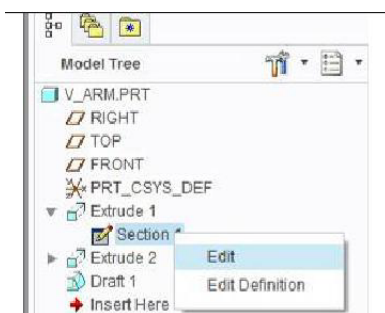 Model Tree
V_ARM.PRT
RIGHT
TOP
FRONT
PRT_CSYS_DEF
Extrude 1
Section 1
Edit
Extrude 2
Edit Definition
Draft 1
Insert Here